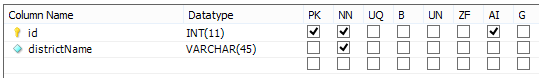 Column Name Datatype PK NN UQ B UN ZF AI G
id INT(11)
districtName VARCHAR(45)